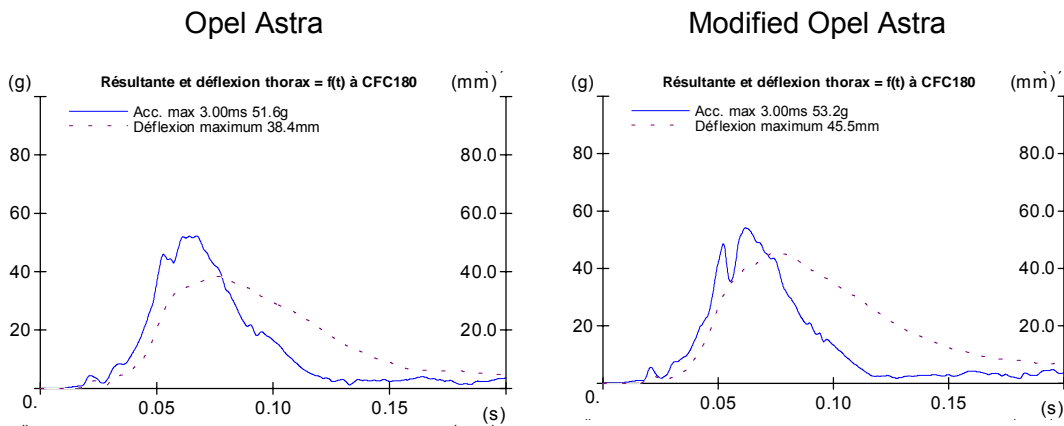 Opel Astra
Modified Opel Astra
(g)
Résultante et déflexion thorax = f(t) à CFC180
(mm)
Acc. max 3.00ms 51.6g
Déflexion maximum 38.4mm
80
80.0
60
60.0
40
40.0
20
20.0
0.
0.05
0.10
0.15
(s)
(g)
Résultante et déflexion thorax = f(t) à CFC180
(mm)
Acc. max 3.00ms 53.2g
Déflexion maximum 45.5mm
80
80.0
60
60.0
40
40.0
20
20.0
0.
0.05
0.10
0.15
(s)